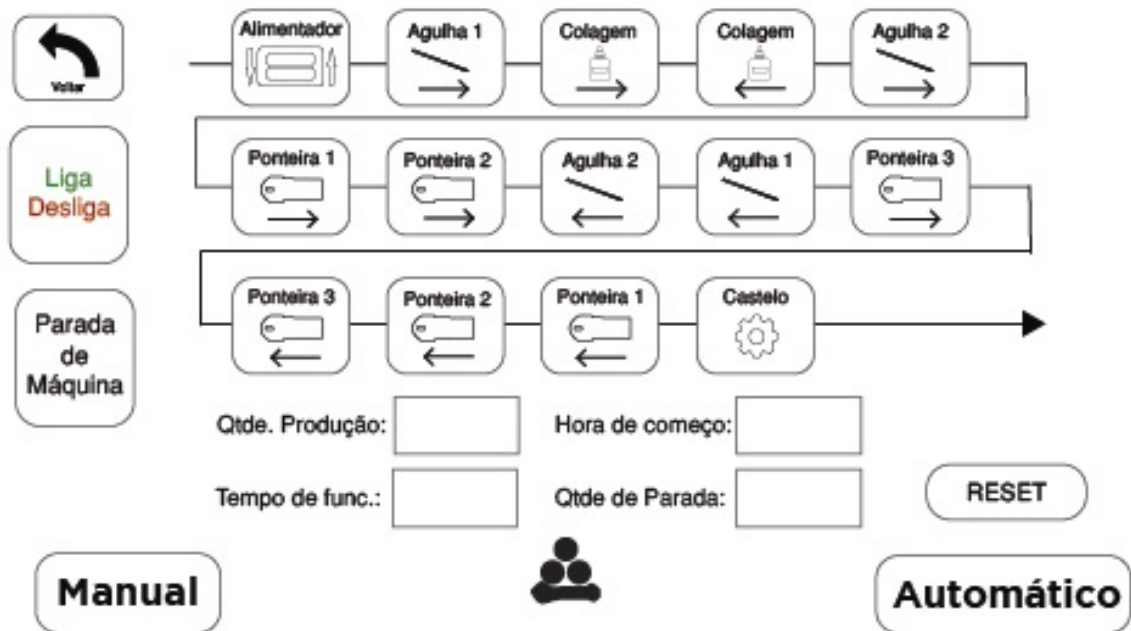 Voltar
Alimentador
Agulha 1
Colagem
Colagem
Agulha 2
Liga
Desliga
Ponteira 1
Ponteira 2
Agulha 2
Agulha 1
Ponteira 3
Parada
de
Máquina
Ponteira 3
Ponteira 2
Ponteira 1
Castelo
Qtde. Produção:
Hora de começo:
Tempo de func.:
Qtde de Parada:
RESET
Manual
Automático